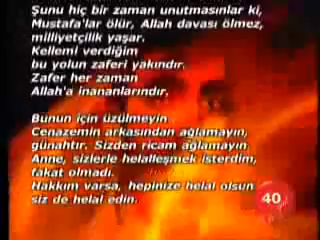 Şunu hiç bir zaman unutmasınlar ki,
Mustafa'lar ölür, Allah davası ölmez,
milliyetçilik yaşar.
Kellemi verdiğim
bu yolun zaferi yakındır.
Zafer her zaman
Allah'a inananlarındır.
Bunun için üzülmeyin
Cenazemin arkasından ağlamayın,
günahtır. Sizden ricam ağlamayın.
Anne, sizlerle helalleşmek isterdim,
fakat olmadı.
Hakkım varsa, hepinize helal olsun
siz de helal edin.
40